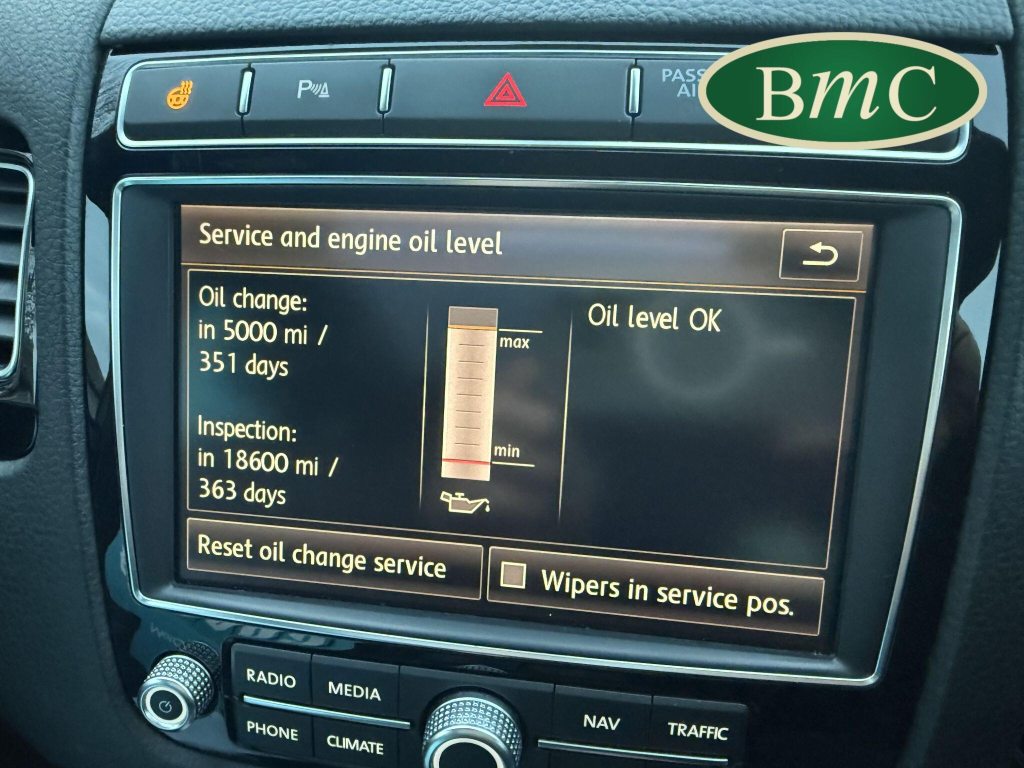 PASS
AI
BmC
Service and engine oil level
Oil change:
in 5000 mi /
351 days
Inspection:
in 18600 mi /
363 days
max
min
Oil level OK
Reset oil change service
Wipers in service pos.
RADIO
MEDIA
PHONE
CLIMATE
NAV
TRAFFIC